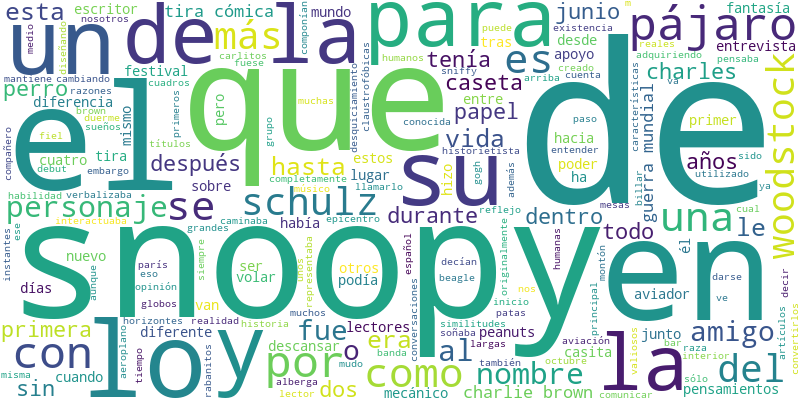 esta
escritor
tira cómica
para
junio
pájaro
fantasía
nosotros
mundo
puede
existencia
m
medio
un
de
la
más
tenía
es
desde
apoyo
entrevista
reales
adquiriendo
diseñando
carlitos
fuese
componían
festival
tras
humanos
creado
pensaba
mantiene
cambiando
cuadros
sniffy
cuenta
perro
razones
pero
caseta
charles
arriba
va
diferencia
brown
duerme
sueños
mismo
primeros
grupo
muchas
desquiciamiento
claustrofóbicas
entre
papel
conocida
paso
primer
características
Woodstock
compañero
el
que
su
de
fiel
cuatro
títulos
vida
historietista
hacia
entender
guerra mundial
billar
años
sido
debut
tira
embargo
después
hasta
estos
lugar
gogh
poder
utilizado
ya
habilidad
verbalizaba
sobre
completamente
llamarlo
músico
hizo
además
ha
mesas
cual
personaje
se
schulz
durante
reflejo
dentro
una
le
interactuaba
grandes
caminaba
epicentro
había
originalmente
humanas
todo
él
decir
instantes
ese
nuevo
snoopy
en
días
aunque
parís
eso
opinión
globos
ser
volar
siempre
otros
podía
representaba
muchos
español
conversaciones
decían
beagle
patas
inicio
nos
similitudes
aviador
principal
montón
ve
darse
primera
van
horizontes
realidad
fue
lectores
era
peanuts
soñaba
largas
aviación
casita
junto
bar
raza
amigo
artículos
convertirlos
con
loy
diferente
historia
por
o
al
charlie brown
también
octubre
la
valiosos
interior
del
misma
sin
cuando
aeroplano
tiempo
rabanitos
descansar
alberga
lector
dos
banda
mudo
como
mecánico
nombre
comunicar
sólo
pensamientos